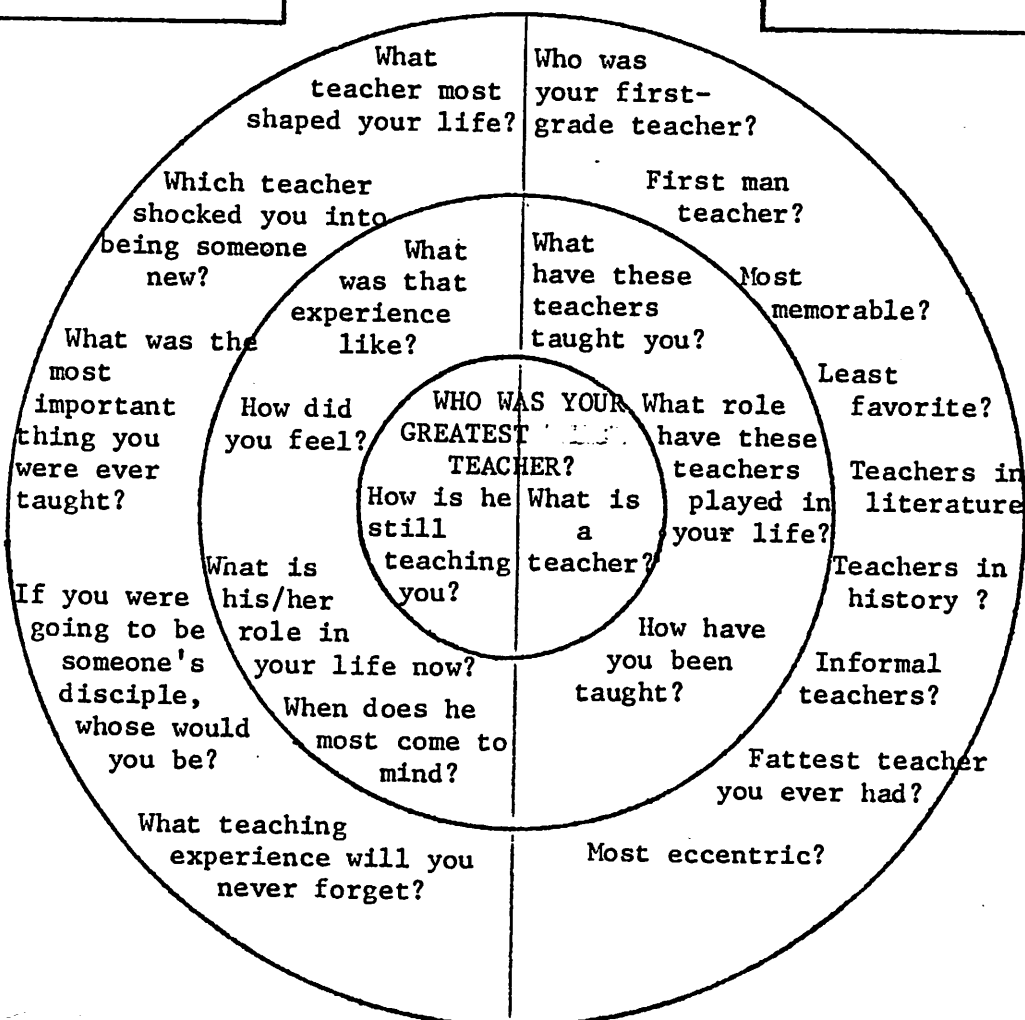 What
teacher most
shaped your life?
Who was
your first-
grade teacher?
Which teacher
shocked you into
being someone
new?
First man
teacher?
What
was that
experience
like?
What
have these
teachers
taught you?
Most
memorable?
What was the
most
important
thing you
were ever
taught?
How did
you feel?
WHO WAS YOUR
GREATEST
TEACHER?
How is he
still
teaching
you?
What is
a
teacher?
What role
have these
teachers
played in
your life?
Least
favorite?
Teachers in
literature
Teachers in
history ?
If you were
going to be
someone's
disciple,
whose would
you be?
Wnat is
his/her
role in
your life now?
When does he
most come to
mind?
How have
you been
taught?
Informal
teachers?
Fattest teacher
you ever had?
What teaching
experience will you
never forget?
Most eccentric?